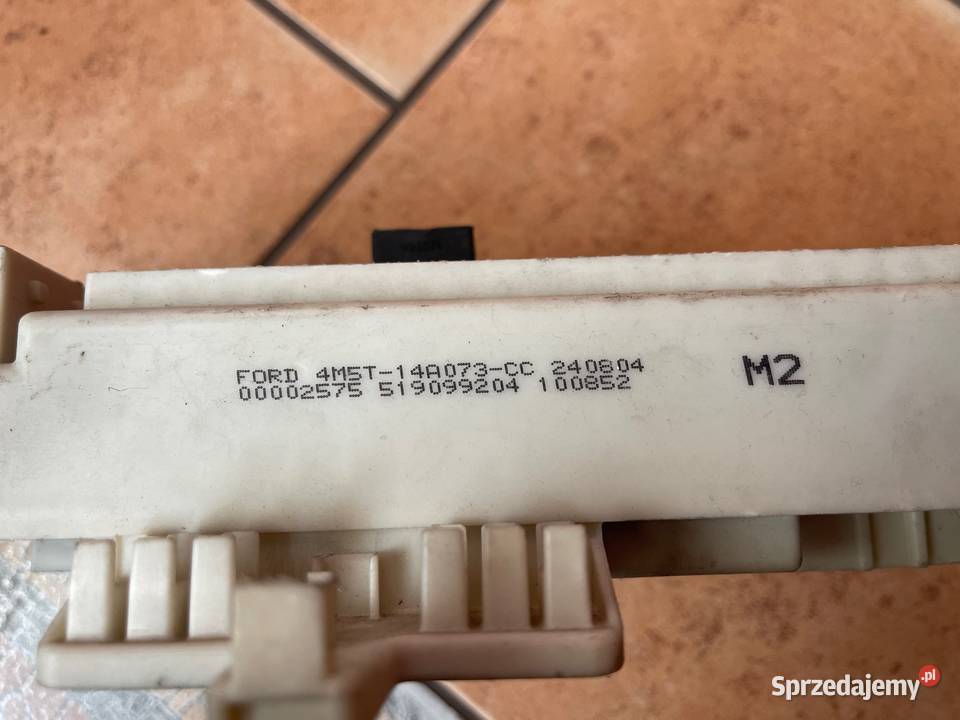 FORD 4M5T-14A073-CC 240804
00002575 519099204 100852
M2
Sprzedajemy.pl